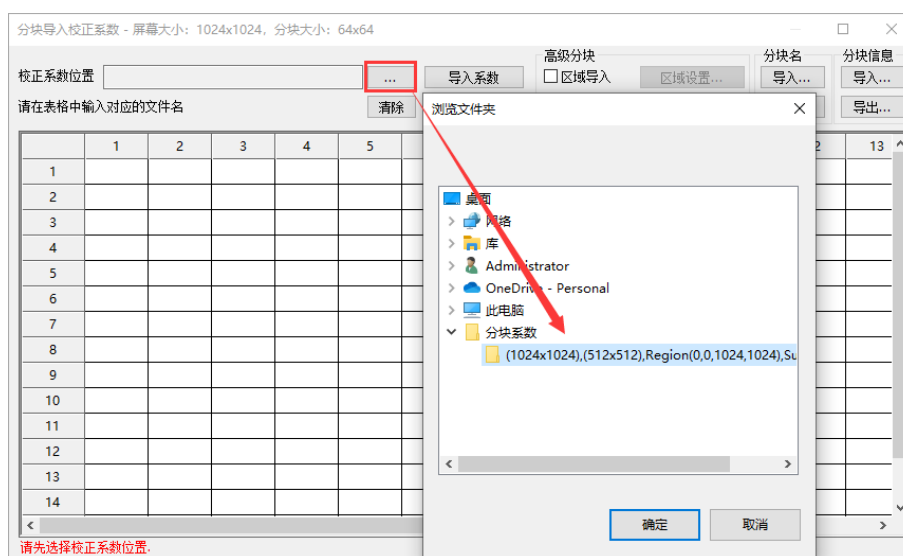 分块导入校正系数 - 屏幕大小：1024x1024，分块大小：64x64
高级分块 分块名 分块信息
校正系数位置 ... 导入系数 区域导入 区域设置... 导入... 导入...
请在表格中输入对应的文件名 清除 导出...
浏览文件夹
1 2 3 4 5 13
1
2
3
4
5
6
7
8
9
10
11
12
13
14
桌面
网络
库
Administrator
OneDrive - Personal
此电脑
分块系数
(1024x1024),(512x512),Region(0,0,1024,1024),Su
确定 取消
请先选择校正系数位置.